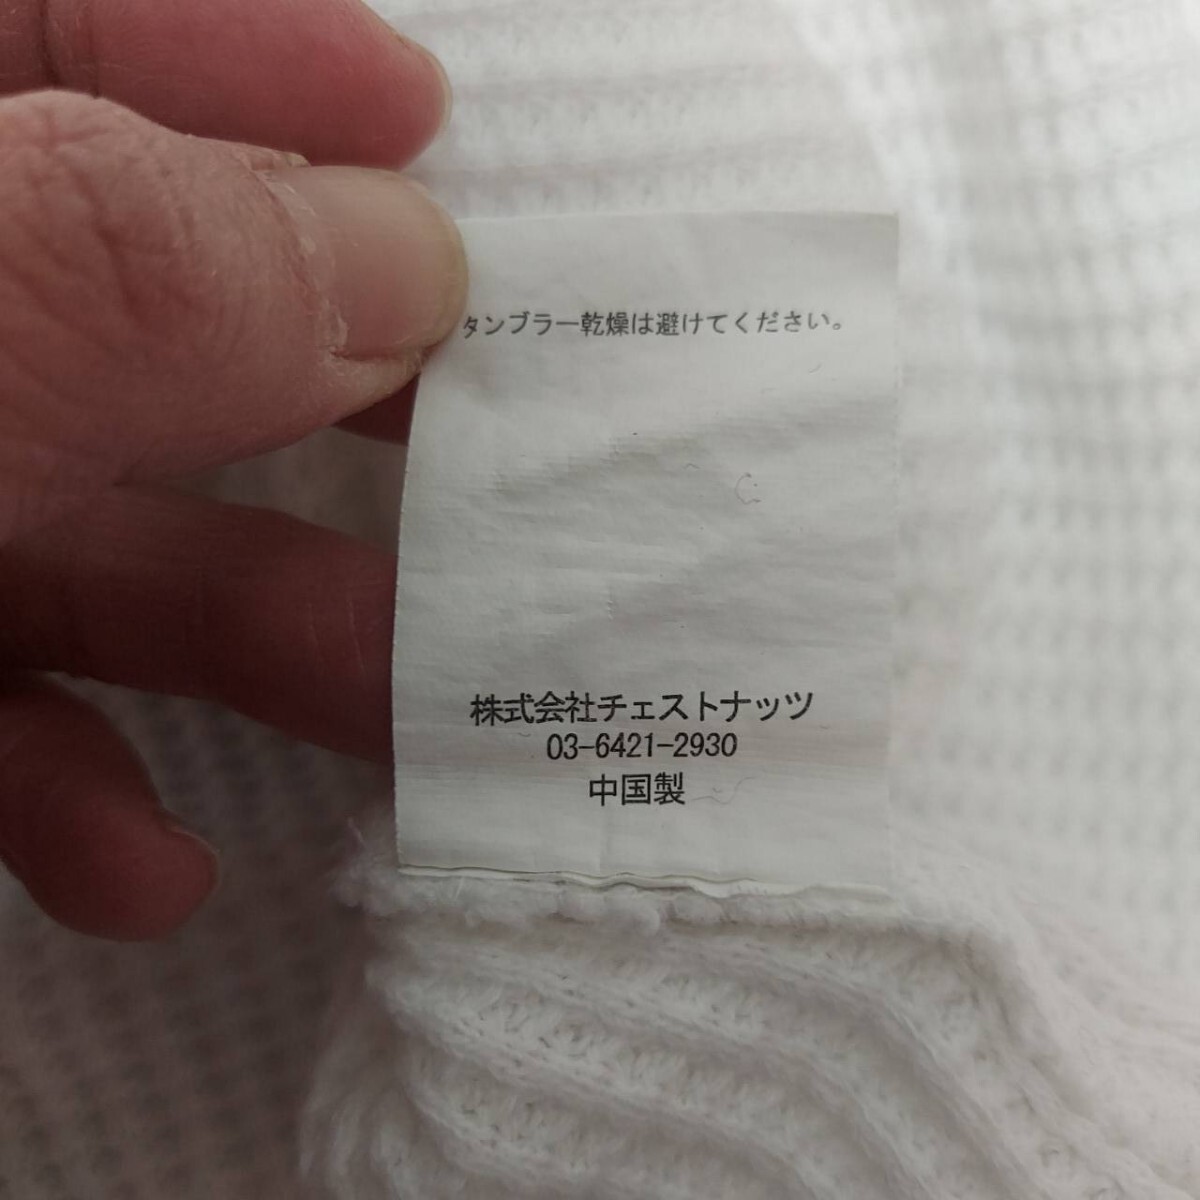 タンブラー乾燥は避けてください。
株式会社チェストナッツ
03-6421-2930
中国製